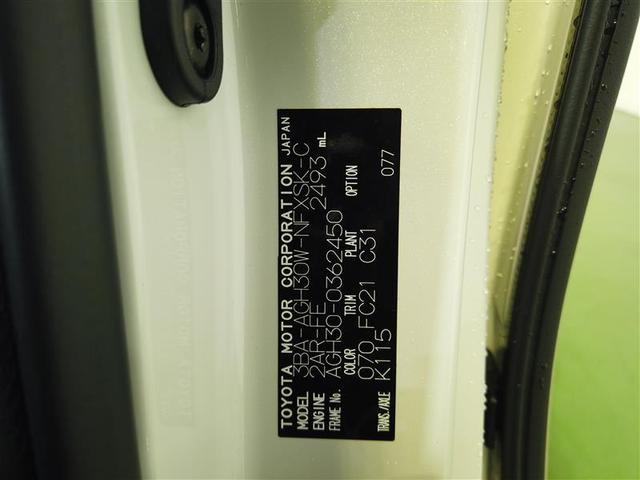 TOYOTA MOTOR CORPORATION JAPAN
MODEL 3BA-AGH30W-NFXSK-C
ENGINE 2AR-FE 2493 mL
FRAME No. AGH30-0362450
COLOR TRIM PLANT OPTION
070 FC21 C31 077
TRANS./AXLE K115